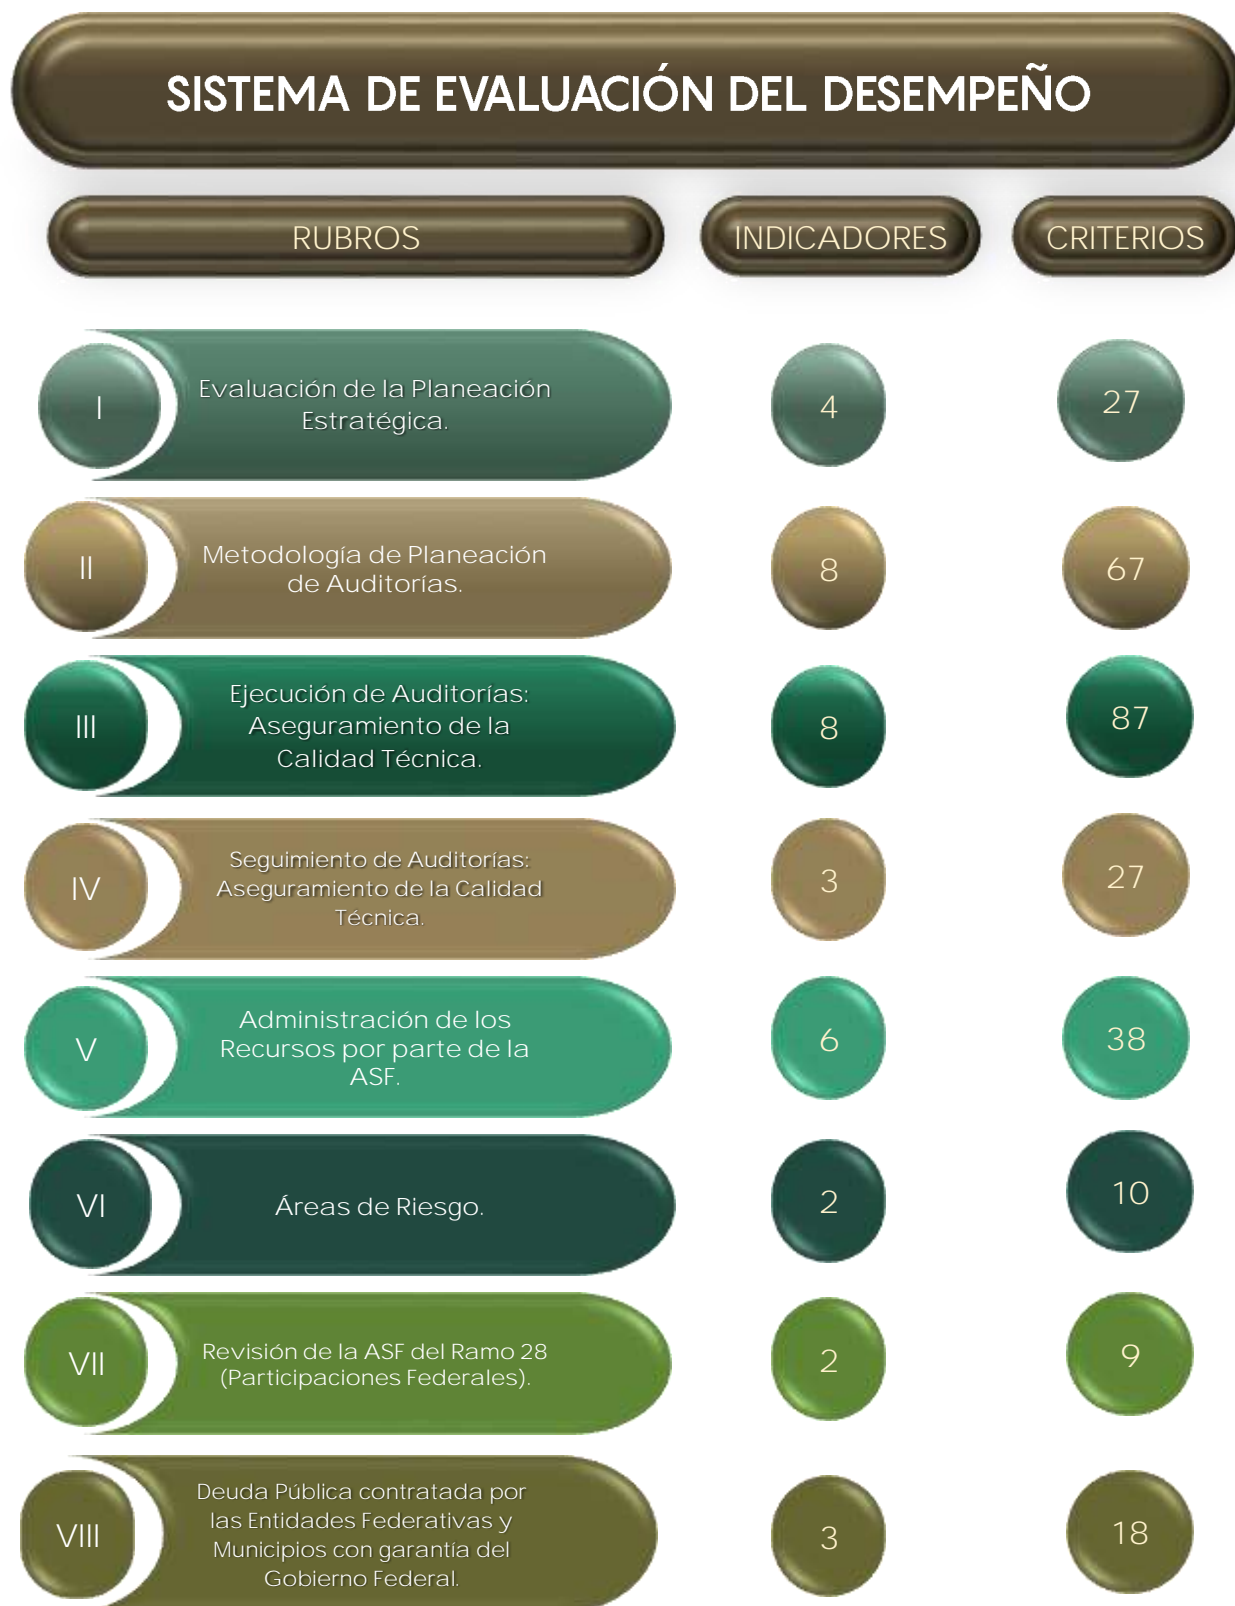 SISTEMA DE EVALUACIÓN DEL DESEMPEÑO
RUBROS
INDICADORES
CRITERIOS
I
Evaluación de la Planeación
Estratégica.
4
27
II
Metodología de Planeación
de Auditorías.
8
67
III
Ejecución de Auditorías:
Aseguramiento de la
Calidad Técnica.
8
87
IV
Seguimiento de Auditorías:
Aseguramiento de la Calidad
Técnica.
3
27
V
Administración de los
Recursos por parte de la
ASF.
6
38
VI
Áreas de Riesgo.
2
10
VII
Revisión de la ASF del Ramo 28
(Participaciones Federales).
2
9
VIII
Deuda Pública contratada por
las Entidades Federativas y
Municipios con garantía del
Gobierno Federal.
3
18